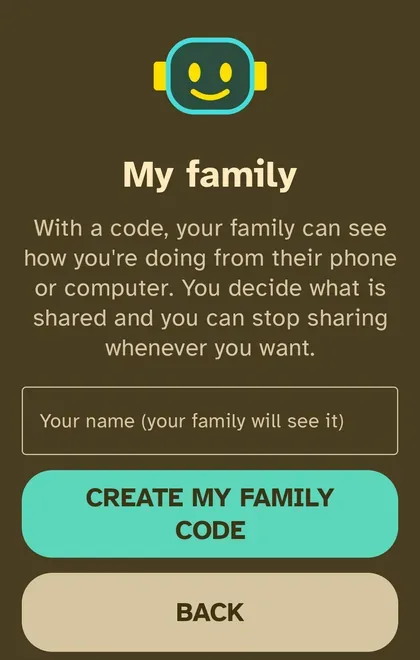 My family
With a code, your family can see
how you're doing from their phone
or computer. You decide what is
shared and you can stop sharing
whenever you want.
Your name (your family will see it)
CREATE MY FAMILY
CODE
BACK